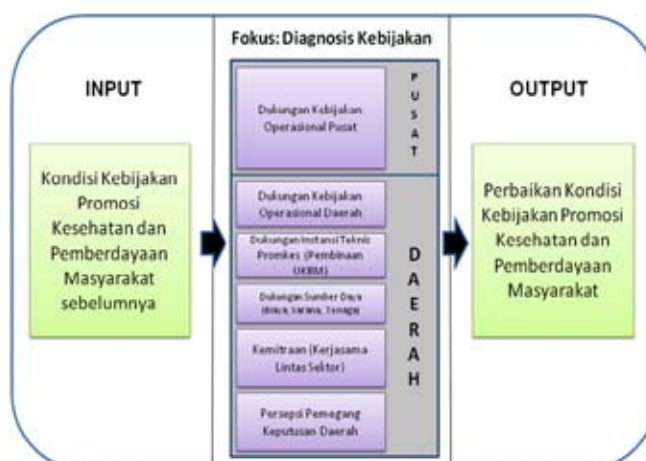 Fokus: Diagnosis Kebijakan
INPUT
Kondisi Kebijakan
Promosi
Kesehatan dan
Pemberdayaan
Masyarakat
sebelumnya
Dukungan Kebijakan
Operasional Pusat
PUSAT
Dukungan Kebijakan
Operasional Daerah
Dukungan Instansi Teknis
Promkes (Pembinaan
UKBM)
Dukungan Sumber Daya
(Biaya, Sarana, Tenaga)
Kemitraan (Kerjasama
Lintas Sektor)
Persepsi Pemegang
Keputusan Daerah
DAERAH
OUTPUT
Perbaikan Kondisi
Kebijakan Promosi
Kesehatan dan
Pemberdayaan
Masyarakat